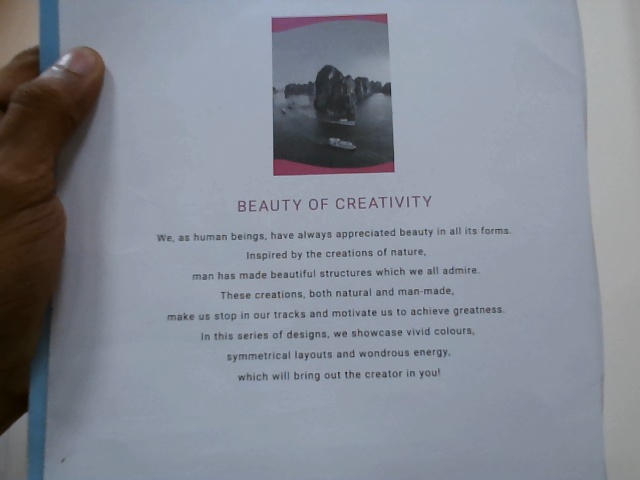 BEAUTY OF CREATIVITY
We, as human beings, have always appreciated beauty in all its forms.
Inspired by the creations of nature,
man has made beautiful structures which we all admire.
These creations, both natural and man-made,
make us stop in our tracks and motivate us to achieve greatness.
In this series of designs, we showcase vivid colours,
symmetrical layouts and wondrous energy,
which will bring out the creator in you!